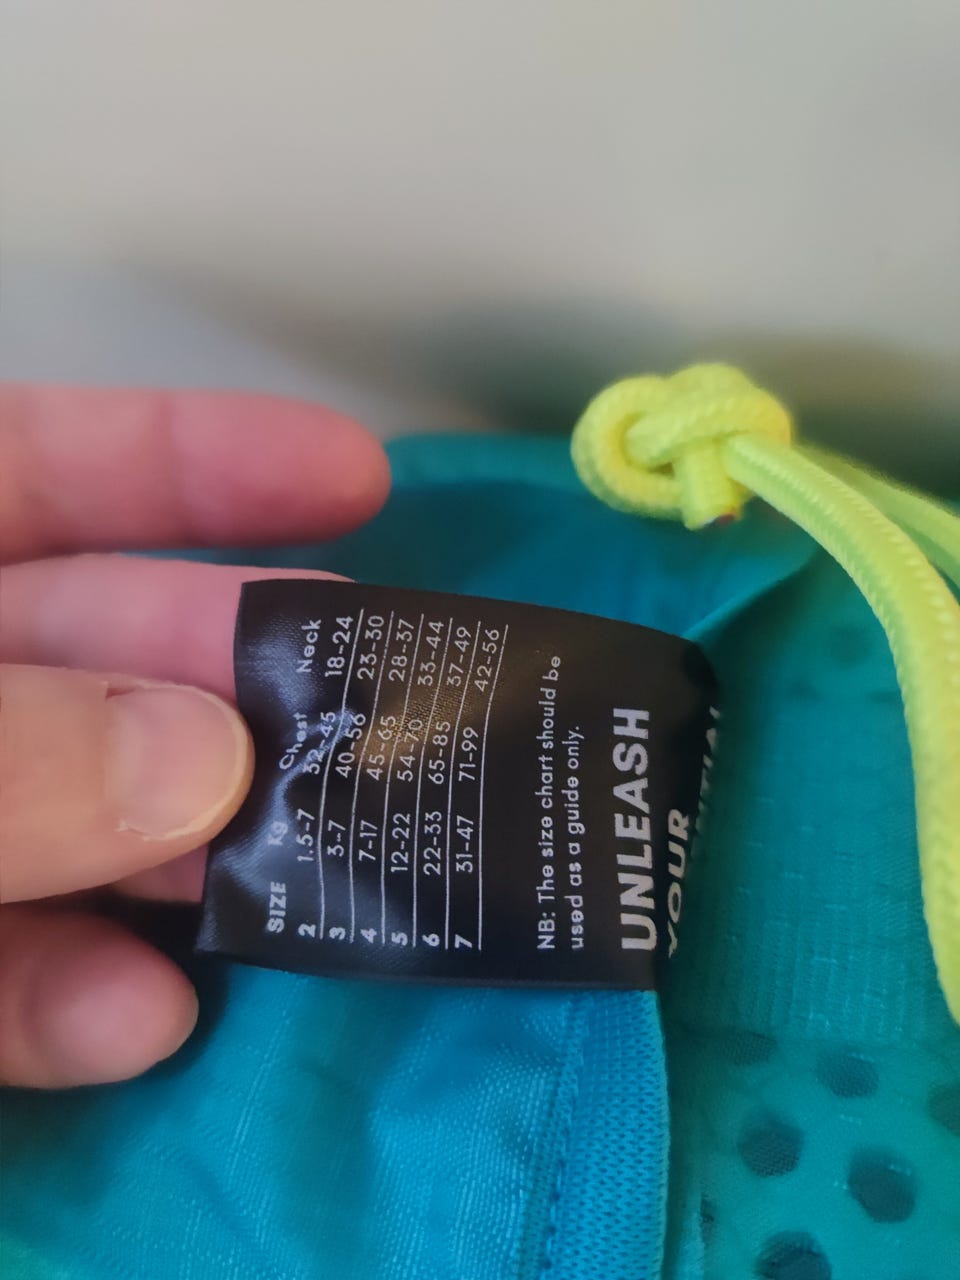 SIZE Kg Chest Neck
2 1.5-7 32-45 18-24
3 3-7 40-56 23-30
4 7-17 45-65 28-37
5 12-22 54-70 33-44
6 22-33 65-85 37-49
7 31-47 71-99 42-56
NB: The size chart should be
used as a guide only.
UNLEASH
YOUR